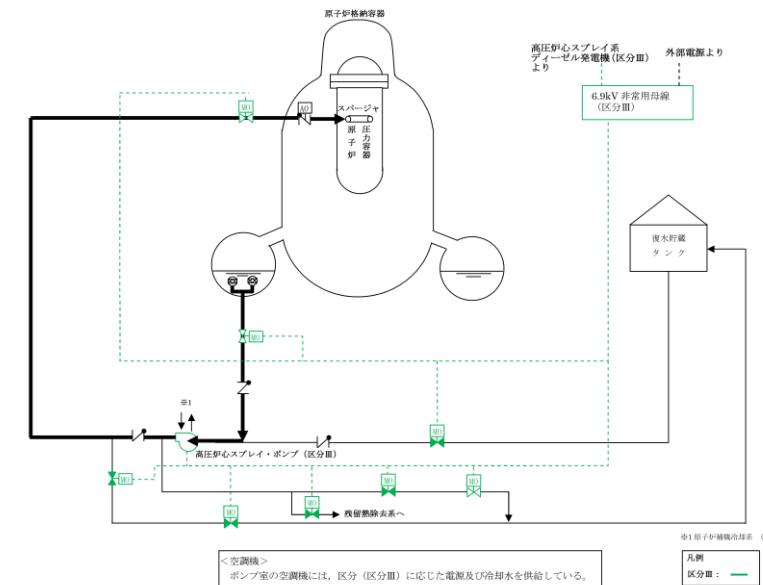 原子炉格納容器
高圧炉心スプレイ系
ディーゼル発電機(区分Ⅲ)
より
外部電源より
6.9kV 非常用母線
(区分Ⅲ)
MO
AO
スパージャ
原子炉
圧力容器
復水貯蔵
タンク
MO
※1
MO
高圧炉心スプレイ・ポンプ(区分Ⅲ)
MO
MO
MO
MO
MO
残留熱除去系へ
※1 原子炉補機冷却系 (
<空調機>
ポンプ室の空調機には,区分(区分Ⅲ)に応じた電源及び冷却水を供給している。
凡例
区分Ⅲ: